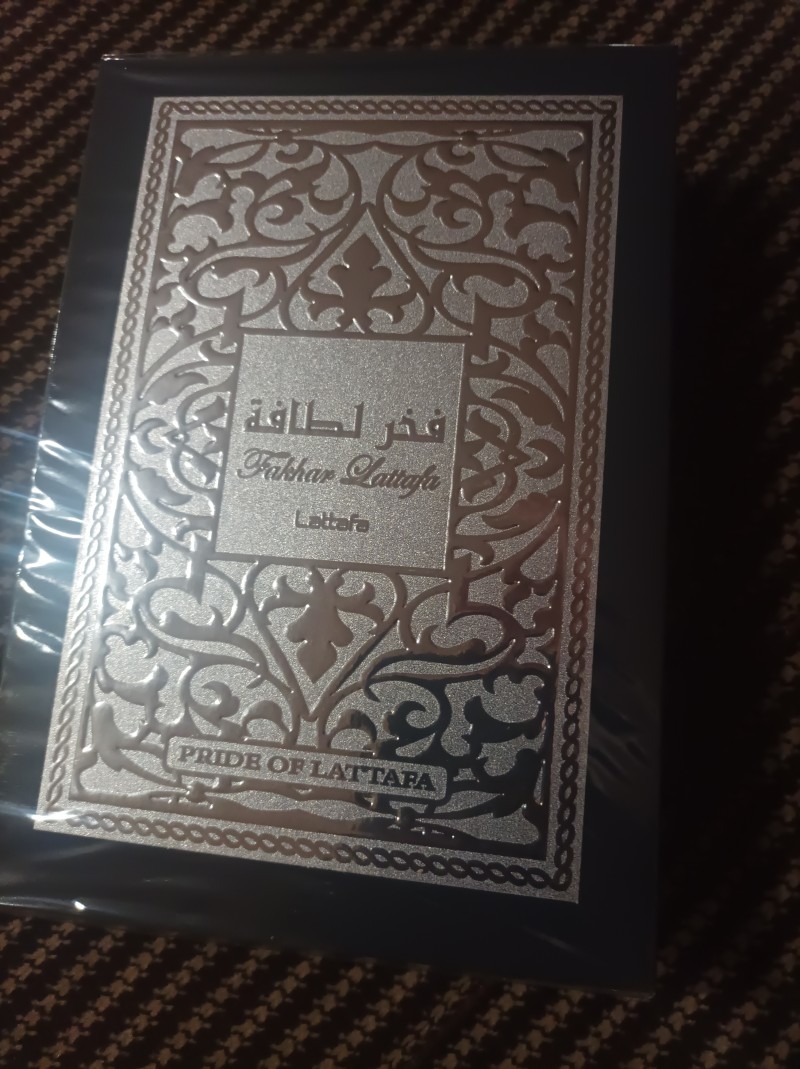 فخر لطافة
Fakhar Lattafa
Lattafa
PRIDE OF LATTAFA